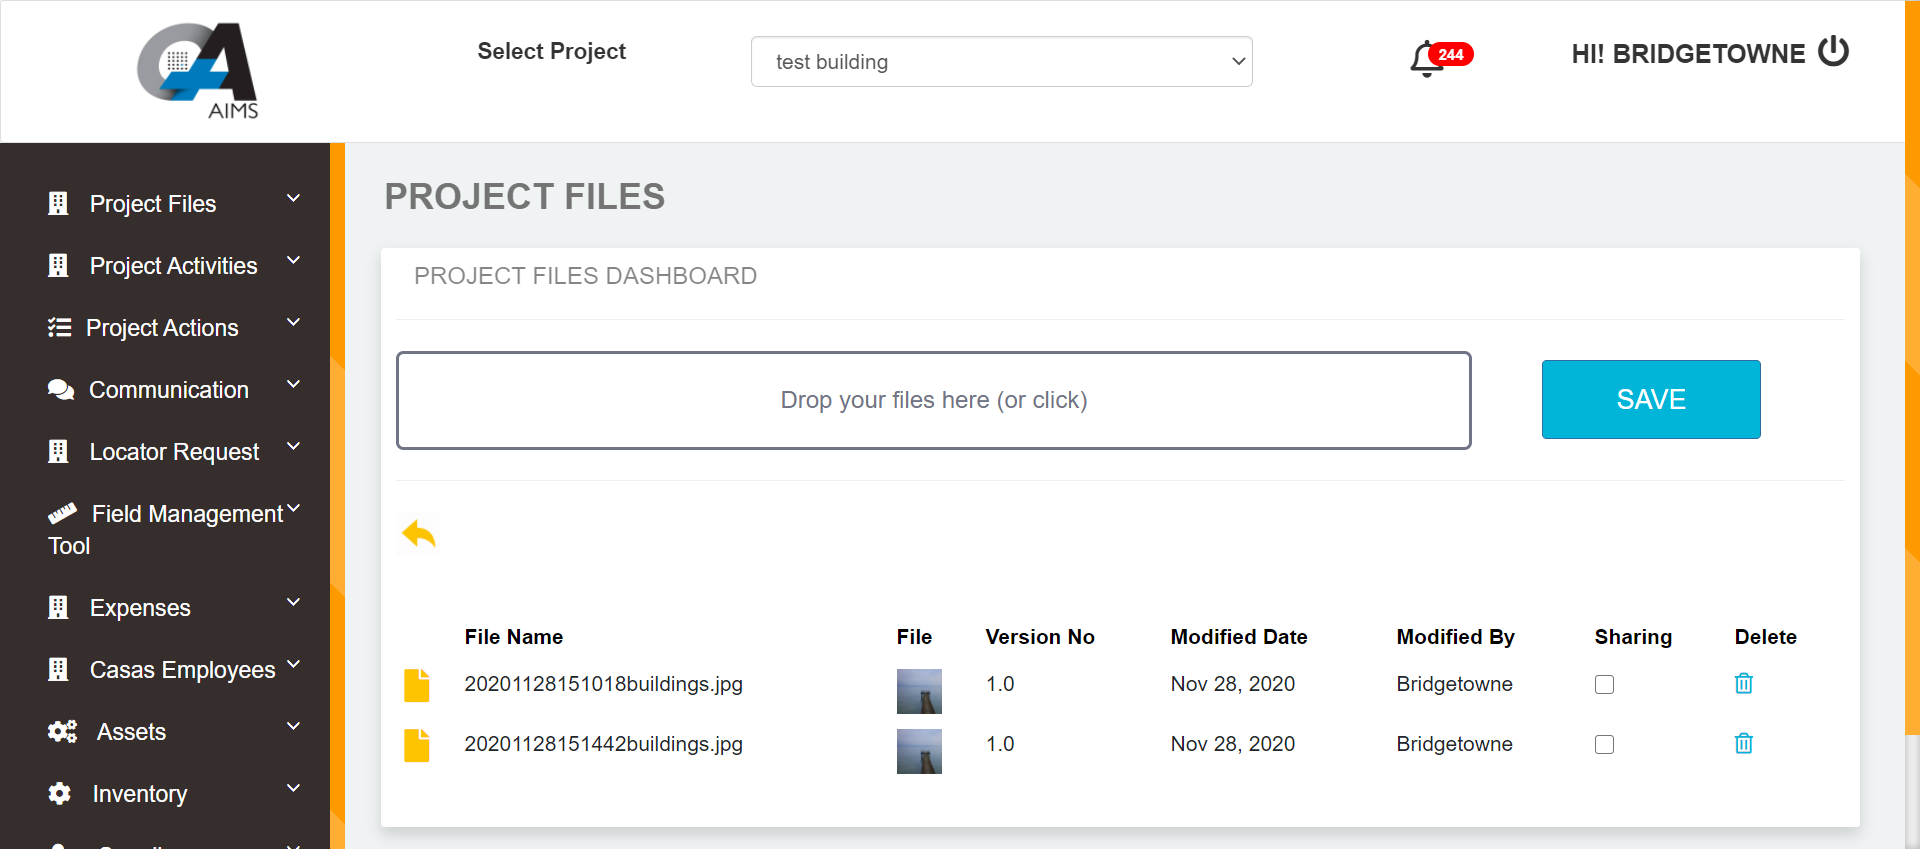 AIMS
Select Project
test building
244
HI! BRIDGETOWNE
Project Files
Project Activities
Project Actions
Communication
Locator Request
Field Management
Tool
Expenses
Casas Employees
Assets
Inventory
PROJECT FILES
PROJECT FILES DASHBOARD
Drop your files here (or click)
SAVE
File Name File Version No Modified Date Modified By Sharing Delete
20201128151018buildings.jpg 1.0 Nov 28, 2020 Bridgetowne
20201128151442buildings.jpg 1.0 Nov 28, 2020 Bridgetowne